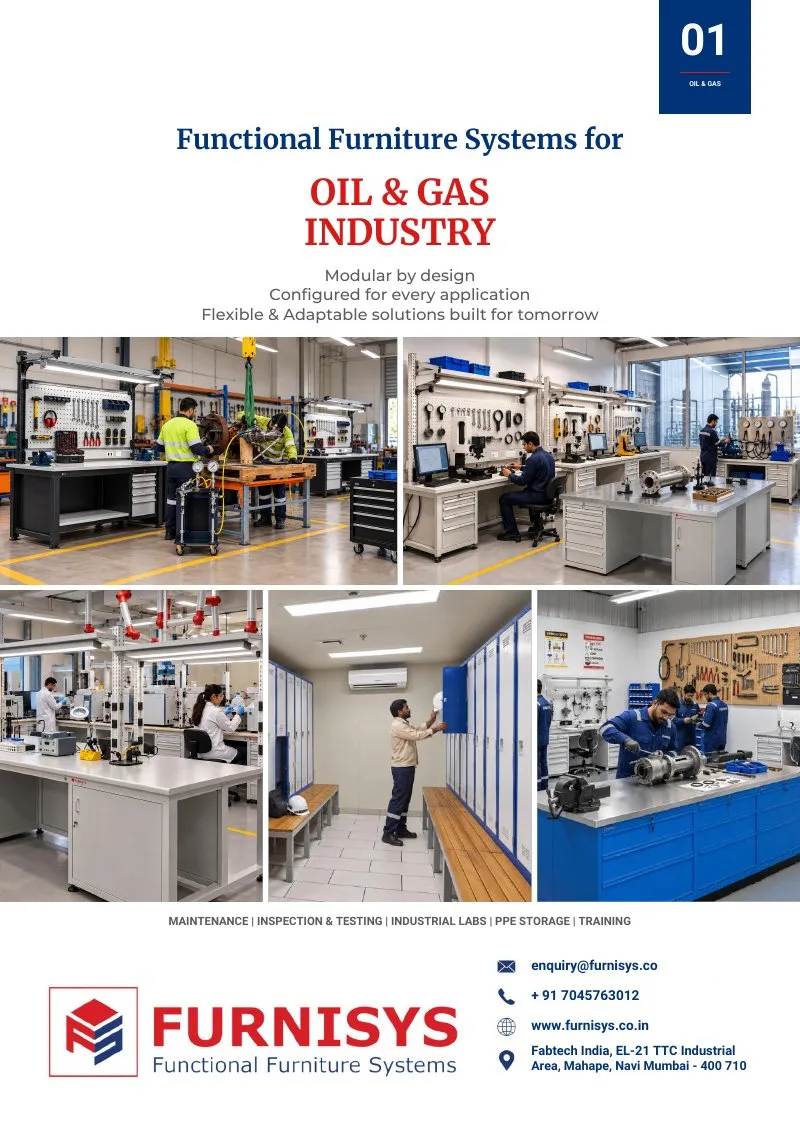 01
OIL & GAS
Functional Furniture Systems for
OIL & GAS
INDUSTRY
Modular by design
Configured for every application
Flexible & Adaptable solutions built for tomorrow
MAINTENANCE | INSPECTION & TESTING | INDUSTRIAL LABS | PPE STORAGE | TRAINING
enquiry@furnisys.co
+ 91 7045763012
www.furnisys.co.in
Fabtech India, EL-21 TTC Industrial
Area, Mahape, Navi Mumbai - 400 710
FURNISYS
Functional Furniture Systems